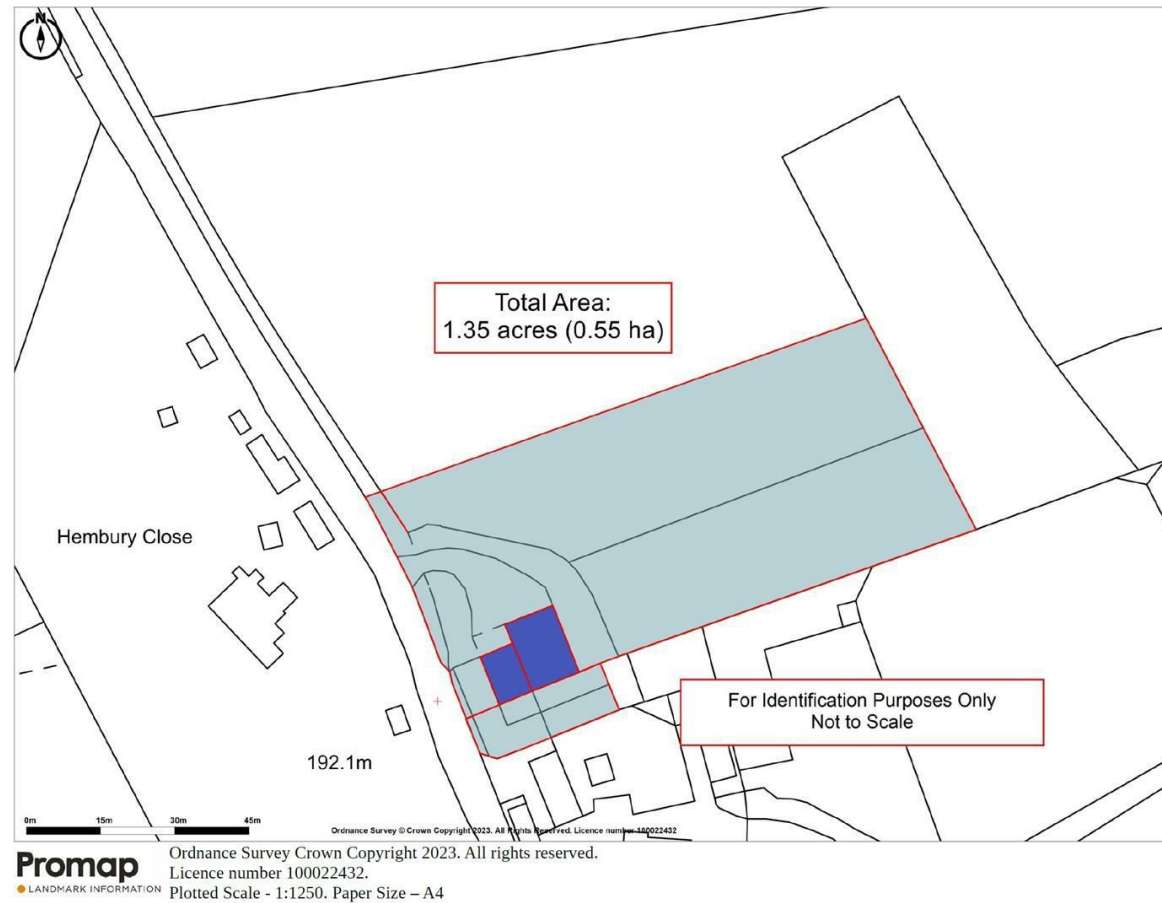 N
Total Area:
1.35 acres (0.55 ha)
Hembury Close
For Identification Purposes Only
Not to Scale
192.1m
0m 15m 30m 45m
Ordnance Survey © Crown Copyright 2023. All Rights Reserved. Licence number 100022432
Promap
LANDMARK INFORMATION
Ordnance Survey Crown Copyright 2023. All rights reserved.
Licence number 100022432.
Plotted Scale - 1:1250. Paper Size – A4